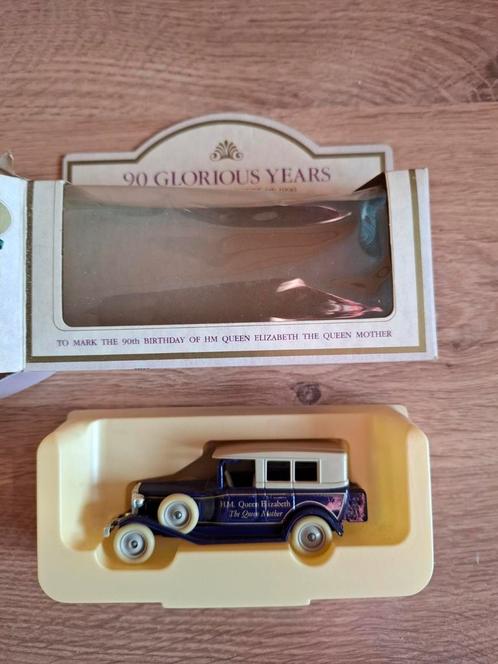 90 GLORIOUS YEARS
TO MARK THE 90th BIRTHDAY OF HM QUEEN ELIZABETH THE QUEEN MOTHER
H.M. Queen Elizabeth
The Queen Mother